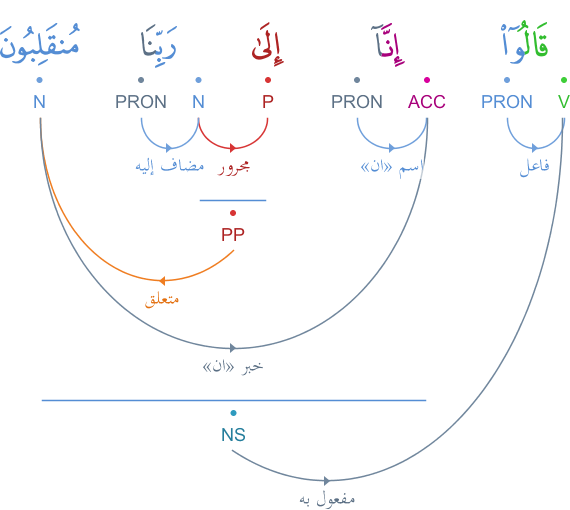 قَالُوٓا۟ إِنَّآ إِلَىٰ رَبِّنَا مُنقَلِبُونَ
V PRON ACC PRON P N PRON N
فاعل اسم «ان» مجرور مضاف إليه
PP
متعلق
خبر «ان»
NS
مفعول به